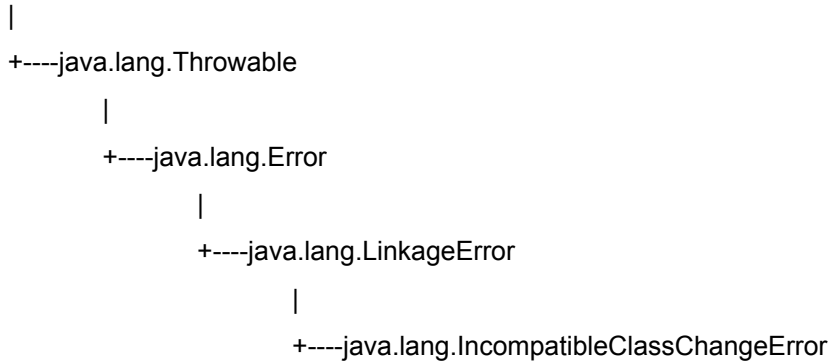 |
+----java.lang.Throwable
|
+----java.lang.Error
|
+----java.lang.LinkageError
|
+----java.lang.IncompatibleClassChangeError